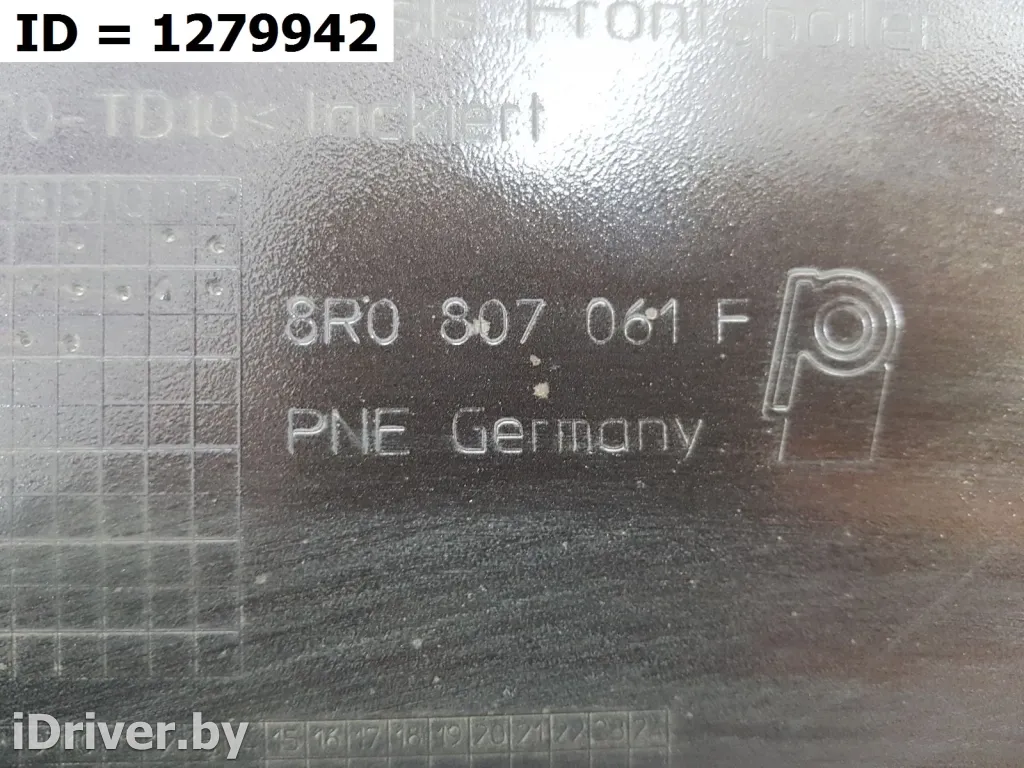 ID = 1279942
Frontspoiler
0-TD10< lackiert
8R0 807 061 F
PNE Germany
iDriver.by
15 16 17 18 19 20 21 22 23 24